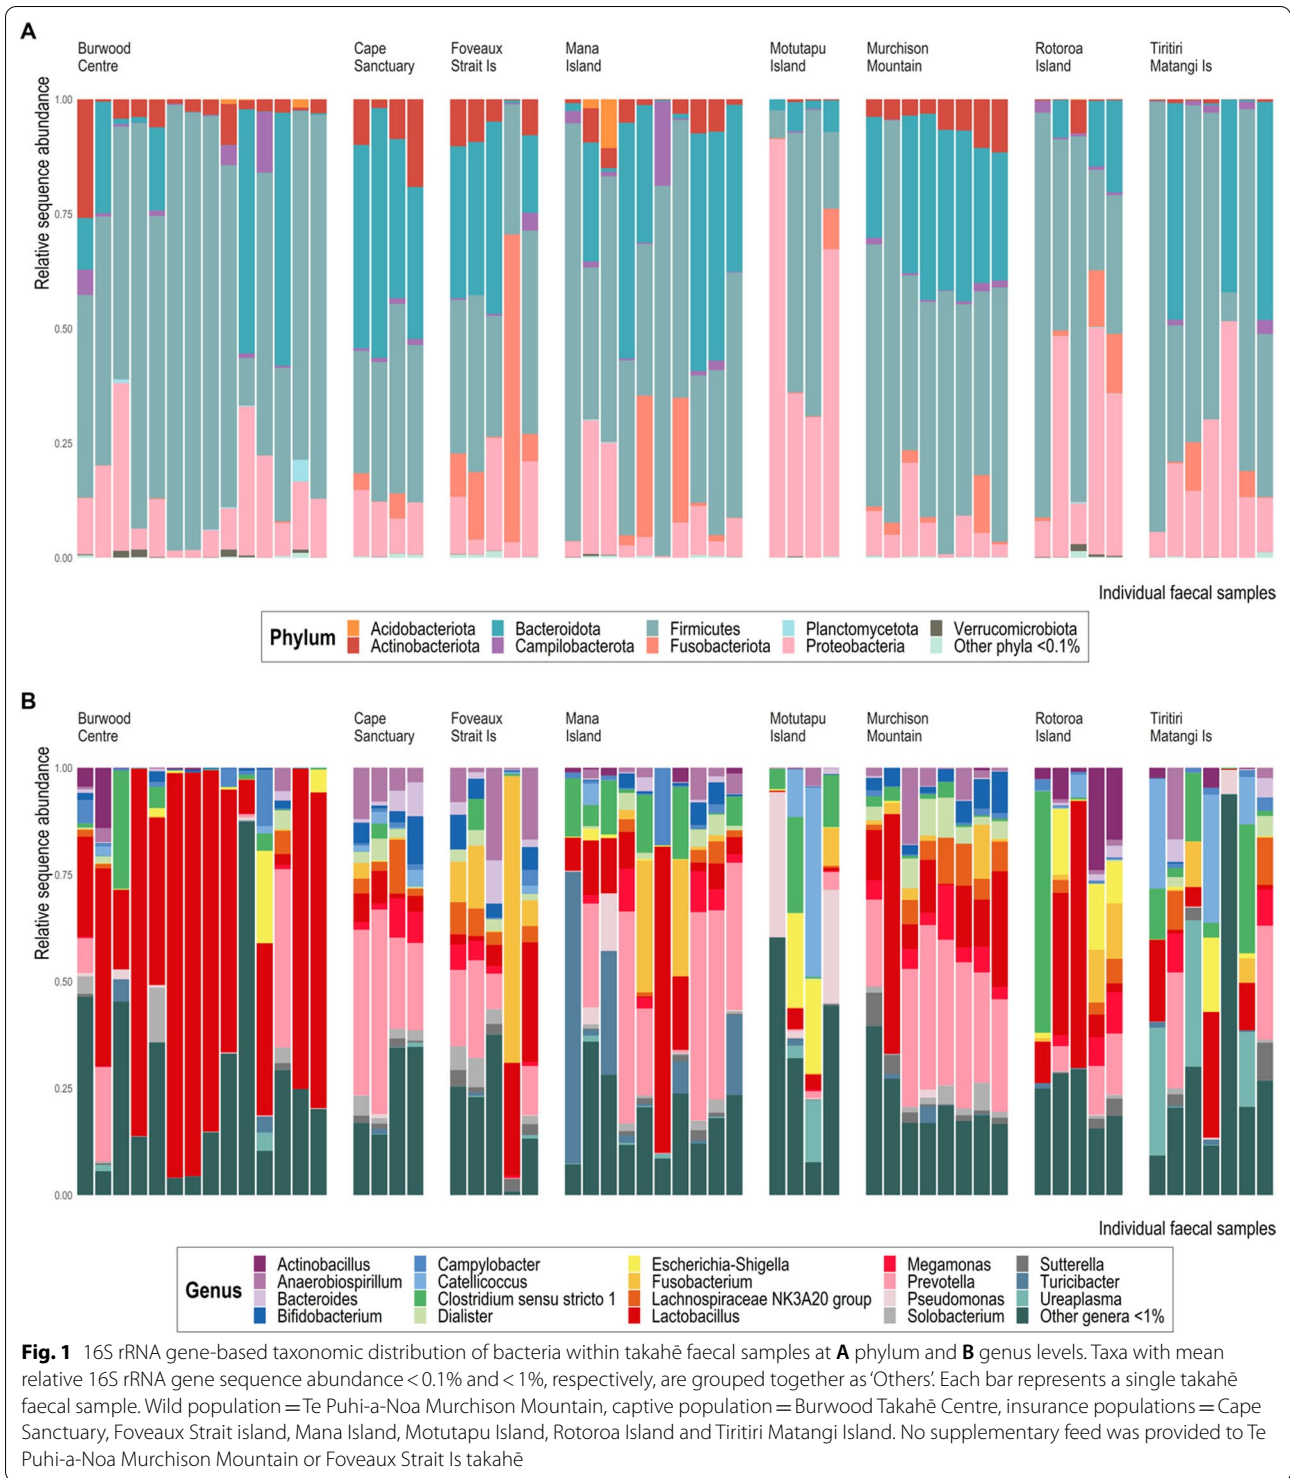 A
Burwood Centre
Cape Sanctuary
Foveaux Strait Is
Mana Island
Motutapu Island
Murchison Mountain
Rotoroa Island
Tiritiri Matangi Is
Relative sequence abundance
1.00
0.75
0.50
0.25
0.00
Individual faecal samples
Phylum
Acidobacteriota
Actinobacteriota
Bacteroidota
Campilobacterota
Firmicutes
Fusobacteriota
Planctomycetota
Proteobacteria
Verrucomicrobiota
Other phyla <0.1%
B
Burwood Centre
Cape Sanctuary
Foveaux Strait Is
Mana Island
Motutapu Island
Murchison Mountain
Rotoroa Island
Tiritiri Matangi Is
Relative sequence abundance
1.00
0.75
0.50
0.25
0.00
Individual faecal samples
Genus
Actinobacillus
Anaerobiospirillum
Bacteroides
Bifidobacterium
Campylobacter
Catellicoccus
Clostridium sensu stricto 1
Dialister
Escherichia-Shigella
Fusobacterium
Lachnospiraceae NK3A20 group
Lactobacillus
Megamonas
Prevotella
Pseudomonas
Solobacterium
Sutterella
Turicibacter
Ureaplasma
Other genera <1%
Fig. 1 16S rRNA gene-based taxonomic distribution of bacteria within takahē faecal samples at A phylum and B genus levels. Taxa with mean
relative 16S rRNA gene sequence abundance < 0.1% and < 1%, respectively, are grouped together as ‘Others’. Each bar represents a single takahē
faecal sample. Wild population = Te Puhi-a-Noa Murchison Mountain, captive population = Burwood Takahē Centre, insurance populations = Cape
Sanctuary, Foveaux Strait island, Mana Island, Motutapu Island, Rotoroa Island and Tiritiri Matangi Island. No supplementary feed was provided to Te
Puhi-a-Noa Murchison Mountain or Foveaux Strait Is takahē